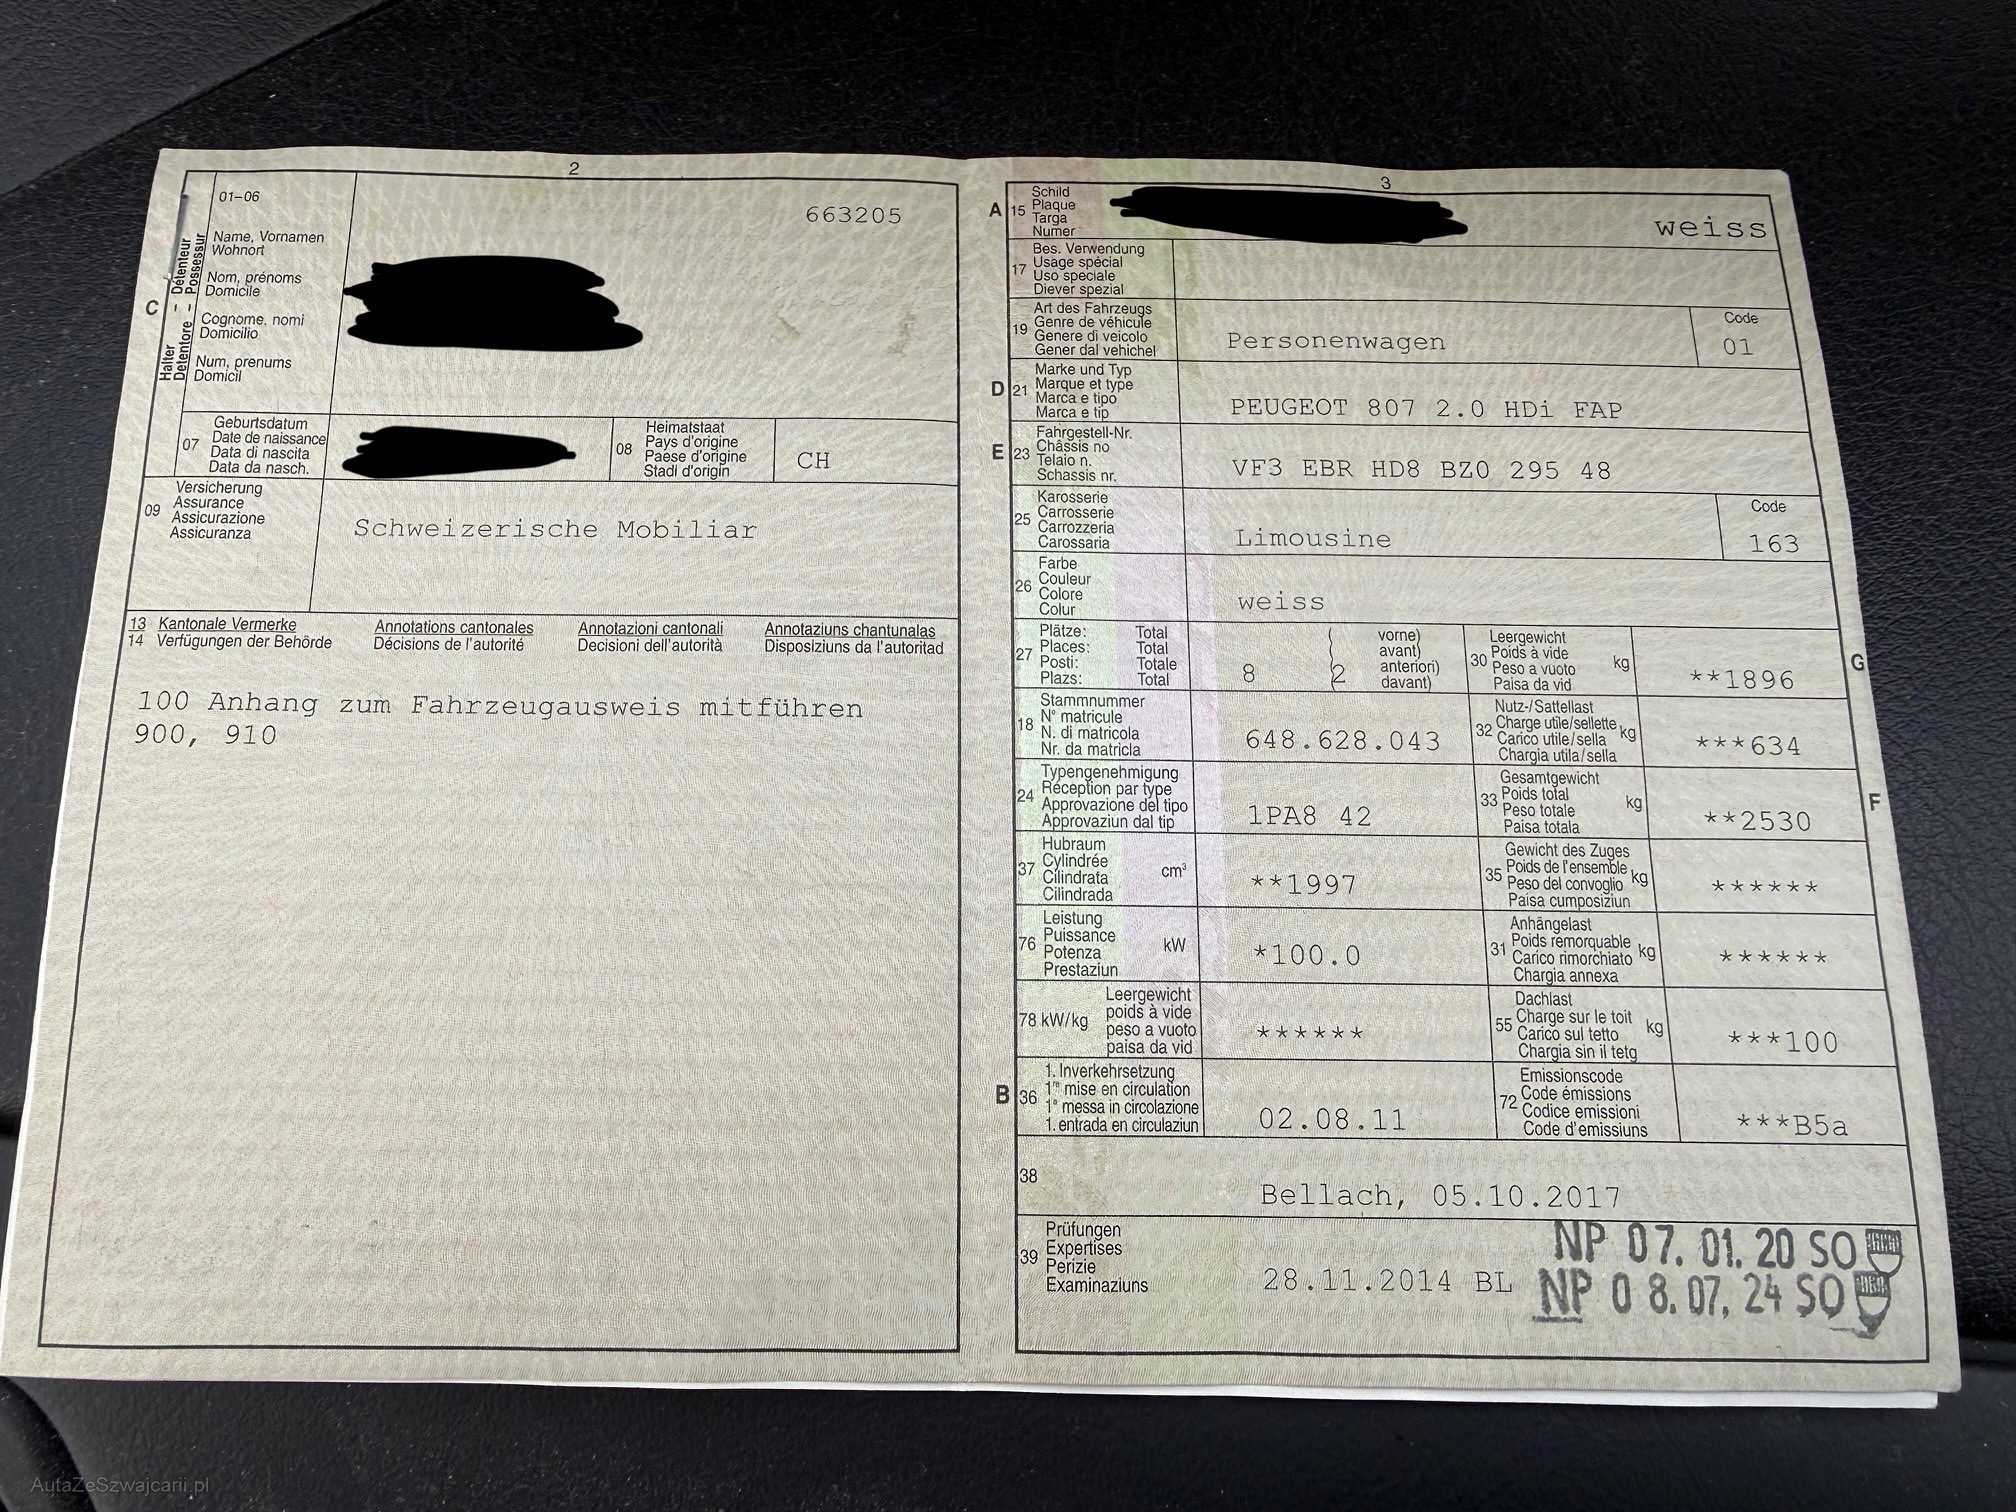 2
01-06
663205
Halter – Détenteur
Detentore – Possessur
C
Name, Vornamen
Wohnort
Nom, prénoms
Domicile
Cognome, nomi
Domicilio
Num, prenums
Domicil
07
Geburtsdatum
Date de naissance
Data di nascita
Data da nasch.
08
Heimatstaat
Pays d'origine
Paese d'origine
Stadi d'origin
CH
09
Versicherung
Assurance
Assicurazione
Assicuranza
Schweizerische Mobiliar
13 Kantonale Vermerke Annotations cantonales Annotazioni cantonali Annotaziuns chantunalas
14 Verfügungen der Behörde Décisions de l'autorité Decisioni dell'autorità Disposiziuns da l'autoritad
100 Anhang zum Fahrzeugausweis mitführen
900, 910
3
A 15
Schild
Plaque
Targa
Numer
weiss
17
Bes. Verwendung
Usage spécial
Uso speciale
Diever spezial
19
Art des Fahrzeugs
Genre de véhicule
Genere di veicolo
Gener dal vehichel
Personenwagen
Code
01
D 21
Marke und Typ
Marque et type
Marca e tipo
Marca e tip
PEUGEOT 807 2.0 HDi FAP
E 23
Fahrgestell-Nr.
Châssis no
Telaio n.
Schassis nr.
VF3 EBR HD8 BZ0 295 48
25
Karosserie
Carrosserie
Carrozzeria
Carossaria
Limousine
Code
163
26
Farbe
Couleur
Colore
Colur
weiss
27
Plätze: Total
Places: Total
Posti: Totale
Plazs: Total
8 ( 2
vorne)
avant)
anteriori)
davant)
30
Leergewicht
Poids à vide
Peso a vuoto
Paisa da vid
kg
**1896
G
18
Stammnummer
N° matricule
N. di matricola
Nr. da matricla
648.628.043
32
Nutz-/Sattellast
Charge utile/sellette
Carico utile/sella
Chargia utila/sella
kg
***634
24
Typengenehmigung
Réception par type
Approvazione del tipo
Approvaziun dal tip
1PA8 42
33
Gesamtgewicht
Poids total
Peso totale
Paisa totala
kg
**2530
F
37
Hubraum
Cylindrée
Cilindrata
Cilindrada
cm³
**1997
35
Gewicht des Zuges
Poids de l'ensemble
Peso del convoglio
Paisa cumposiziun
kg
******
76
Leistung
Puissance
Potenza
Prestaziun
kW
*100.0
31
Anhängelast
Poids remorquable
Carico rimorchiato
Chargia annexa
kg
******
78 kW/kg
Leergewicht
poids à vide
peso a vuoto
paisa da vid
******
55
Dachlast
Charge sur le toit
Carico sul tetto
Chargia sin il tetg
kg
***100
B 36
1. Inverkehrsetzung
1re mise en circulation
1a messa in circolazione
1. entrada en circulaziun
02.08.11
72
Emissionscode
Code émissions
Codice emissioni
Code d'emissiuns
***B5a
38
Bellach, 05.10.2017
39
Prüfungen
Expertises
Perizie
Examinaziuns
28.11.2014 BL
NP 07.01.20 SO
NP 08.07.24 SO
AutaZeSzwajcarii.pl